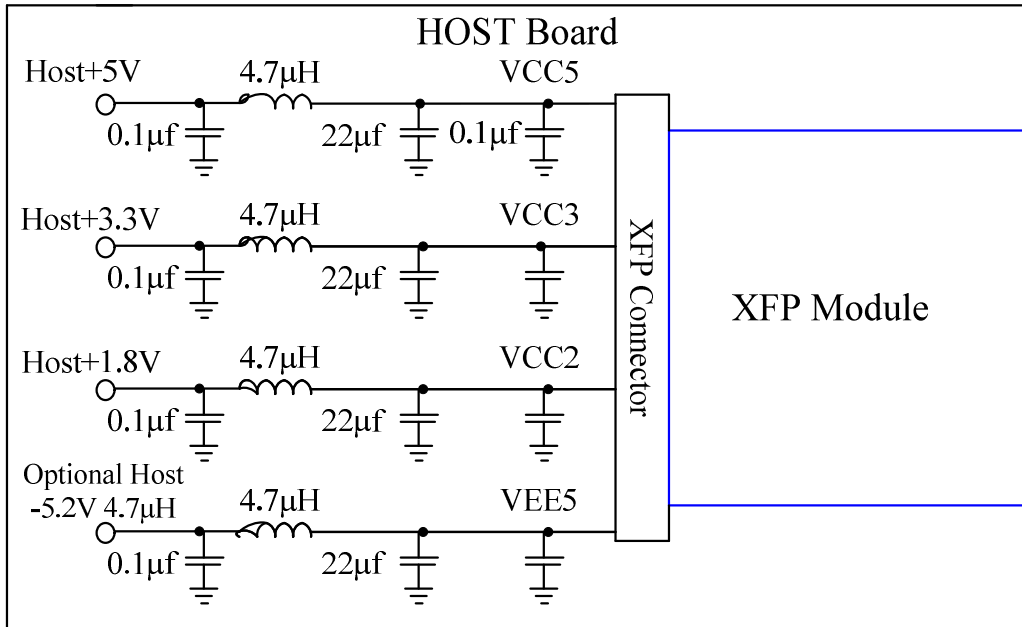 HOST Board
Host+5V
4.7μH
VCC5
0.1μf
22μf
0.1μf
Host+3.3V
4.7μH
VCC3
0.1μf
22μf
Host+1.8V
4.7μH
VCC2
0.1μf
22μf
Optional Host
-5.2V 4.7μH
4.7μH
VEE5
0.1μf
22μf
XFP Connector
XFP Module